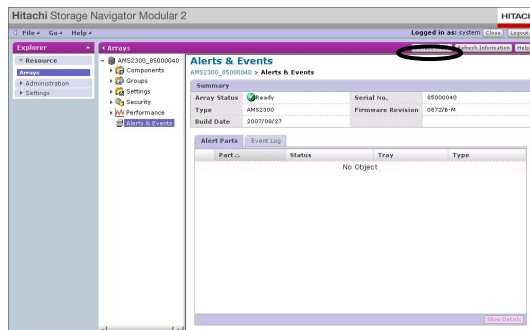 Hitachi Storage Navigator Modular 2
HITACHI
File Go Help
Logged in as: system Close Logout
Explorer
Arrays
Refresh Information Help
Resource
Arrays
Administration
Settings
AMS2300_85000040
Components
Groups
Settings
Security
Performance
Alerts & Events
Alerts & Events
AMS2300_85000040 > Alerts & Events
Summary
Array Status Ready Serial No. 85000040
Type AMS2300 Firmware Revision 0872/B-M
Build Date 2007/08/27
Alert Parts Event Log
Part Status Tray Type
No Object
Show Details